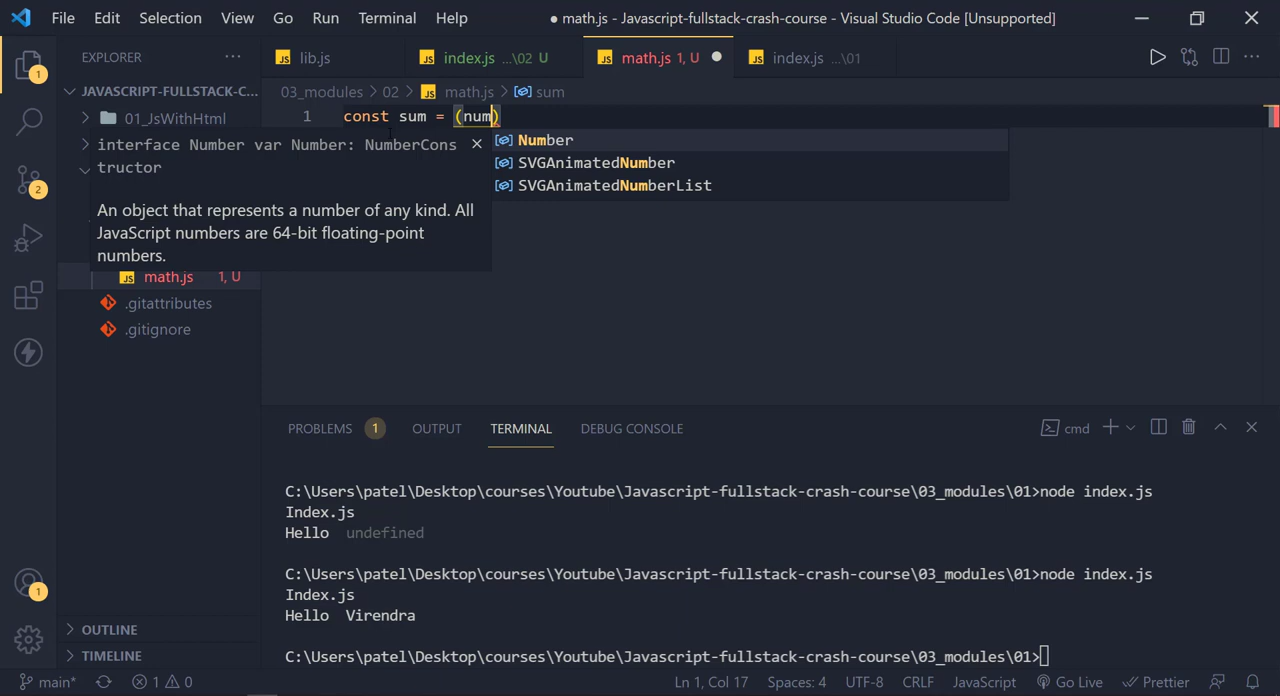 File Edit Selection View Go Run Terminal Help
● math.js - Javascript-fullstack-crash-course - Visual Studio Code [Unsupported]
EXPLORER
JS lib.js
JS index.js ...\02 U
JS math.js 1, U
JS index.js ...\01
1
JAVASCRIPT-FULLSTACK-C...
03_modules > 02 > JS math.js > sum
01_JsWithHtml
1 const sum = (num)
interface Number var Number: NumberCons
tructor
An object that represents a number of any kind. All
JavaScript numbers are 64-bit floating-point
numbers.
Number
SVGAnimatedNumber
SVGAnimatedNumberList
2
JS math.js 1, U
.gitattributes
.gitignore
PROBLEMS 1 OUTPUT TERMINAL DEBUG CONSOLE
cmd
C:\Users\patel\Desktop\courses\Youtube\Javascript-fullstack-crash-course\03_modules\01>node index.js
Index.js
Hello undefined
C:\Users\patel\Desktop\courses\Youtube\Javascript-fullstack-crash-course\03_modules\01>node index.js
Index.js
Hello Virendra
C:\Users\patel\Desktop\courses\Youtube\Javascript-fullstack-crash-course\03_modules\01>
1
OUTLINE
TIMELINE
main* 1 0 Ln 1, Col 17 Spaces: 4 UTF-8 CRLF JavaScript Go Live Prettier